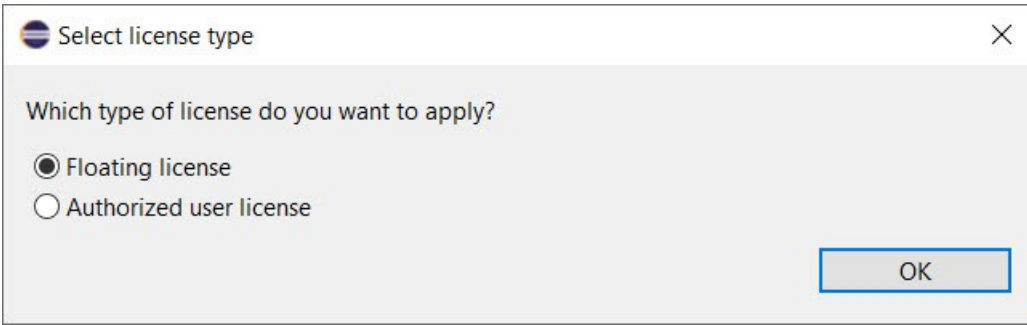 Select license type
Which type of license do you want to apply?
Floating license
Authorized user license
OK